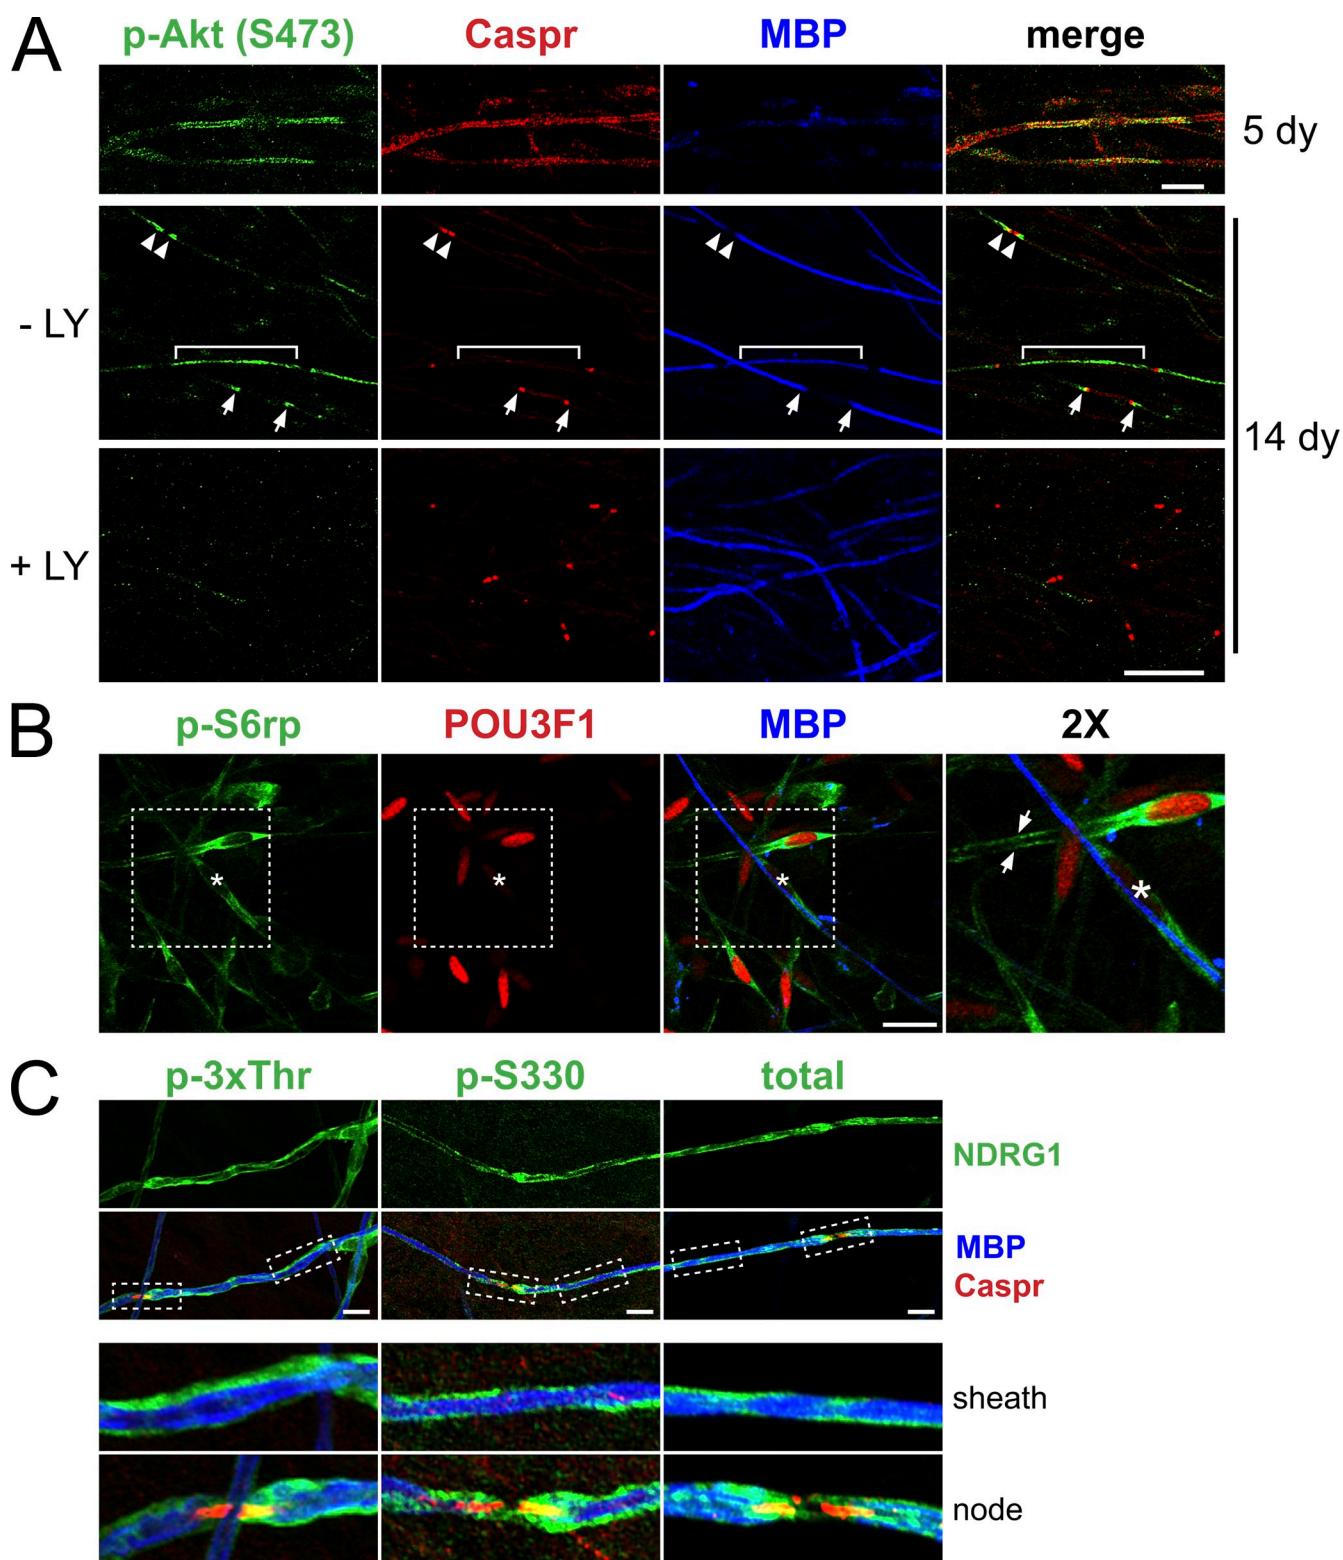 A
p-Akt (S473) Caspr MBP merge
5 dy
- LY
14 dy
+ LY
B
p-S6rp POU3F1 MBP 2X
*
*
*
*
C
p-3xThr p-S330 total
NDRG1
MBP
Caspr
sheath
node